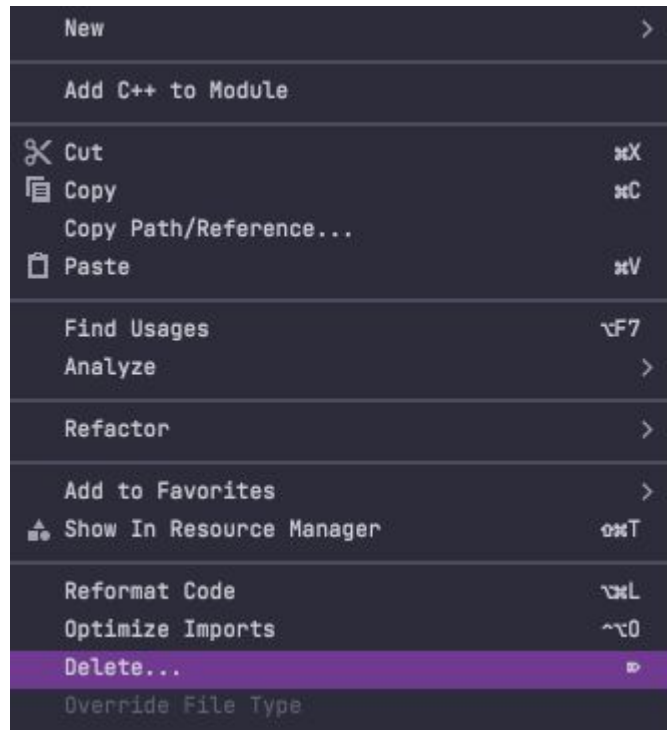 New >
Add C++ to Module
Cut ⌘X
Copy ⌘C
Copy Path/Reference...
Paste ⌘V
Find Usages ⌥F7
Analyze >
Refactor >
Add to Favorites >
Show In Resource Manager ⇧⌘T
Reformat Code ⌥⌘L
Optimize Imports ^⌥O
Delete... ⌦
Override File Type